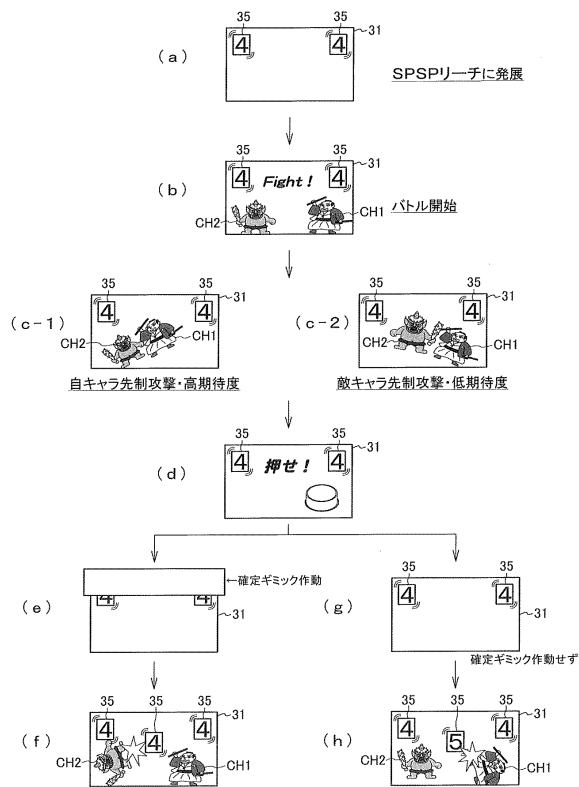 35 35
31
4 4
(a)
SPSPリーチに発展
35 35
31
4 Fight! 4
(b)
CH2 CH1
バトル開始
35 35
31
4 4
(c-1)
CH2 CH1
自キャラ先制攻撃・高期待度
35 35
31
4 4
(c-2)
CH2 CH1
敵キャラ先制攻撃・低期待度
35 35
31
4 押せ! 4
(d)
←確定ギミック作動
4 4
(e)
31
35 35
4 4
(g)
31
確定ギミック作動せず
35 35 35
31
4 4 4
(f)
CH2 CH1
35 35 35
31
4 5 4
(h)
CH2 CH1